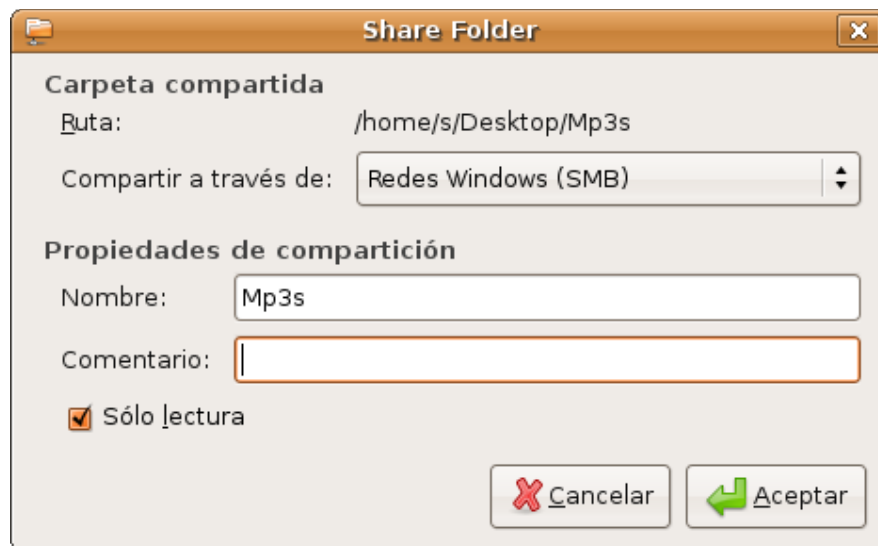 Share Folder
Carpeta compartida
Ruta: /home/s/Desktop/Mp3s
Compartir a través de: Redes Windows (SMB)
Propiedades de compartición
Nombre: Mp3s
Comentario:
Sólo lectura
Cancelar Aceptar